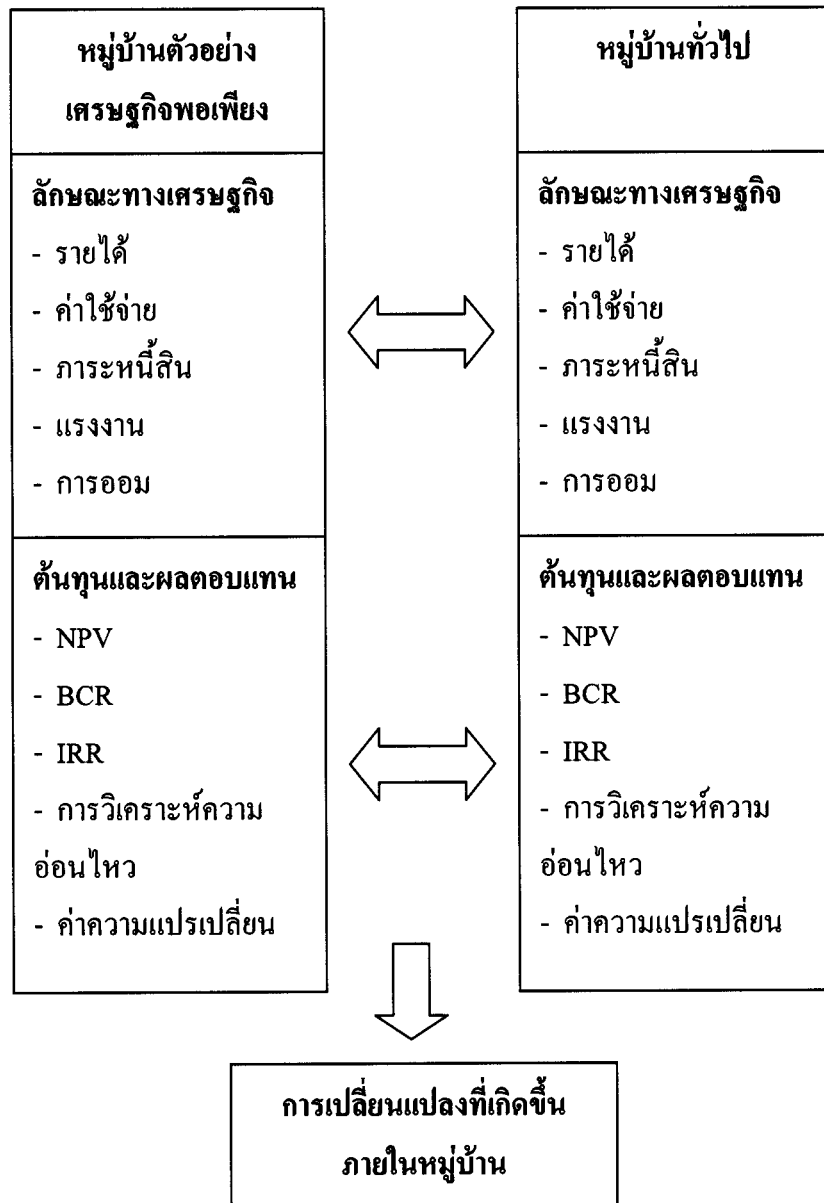 หมู่บ้านตัวอย่าง
เศรษฐกิจพอเพียง
ลักษณะทางเศรษฐกิจ
- รายได้
- ค่าใช้จ่าย
- ภาระหนี้สิน
- แรงงาน
- การออม
ต้นทุนและผลตอบแทน
- NPV
- BCR
- IRR
- การวิเคราะห์ความ
อ่อนไหว
- ค่าความแปรเปลี่ยน
หมู่บ้านทั่วไป
ลักษณะทางเศรษฐกิจ
- รายได้
- ค่าใช้จ่าย
- ภาระหนี้สิน
- แรงงาน
- การออม
ต้นทุนและผลตอบแทน
- NPV
- BCR
- IRR
- การวิเคราะห์ความ
อ่อนไหว
- ค่าความแปรเปลี่ยน
การเปลี่ยนแปลงที่เกิดขึ้น
ภายในหมู่บ้าน